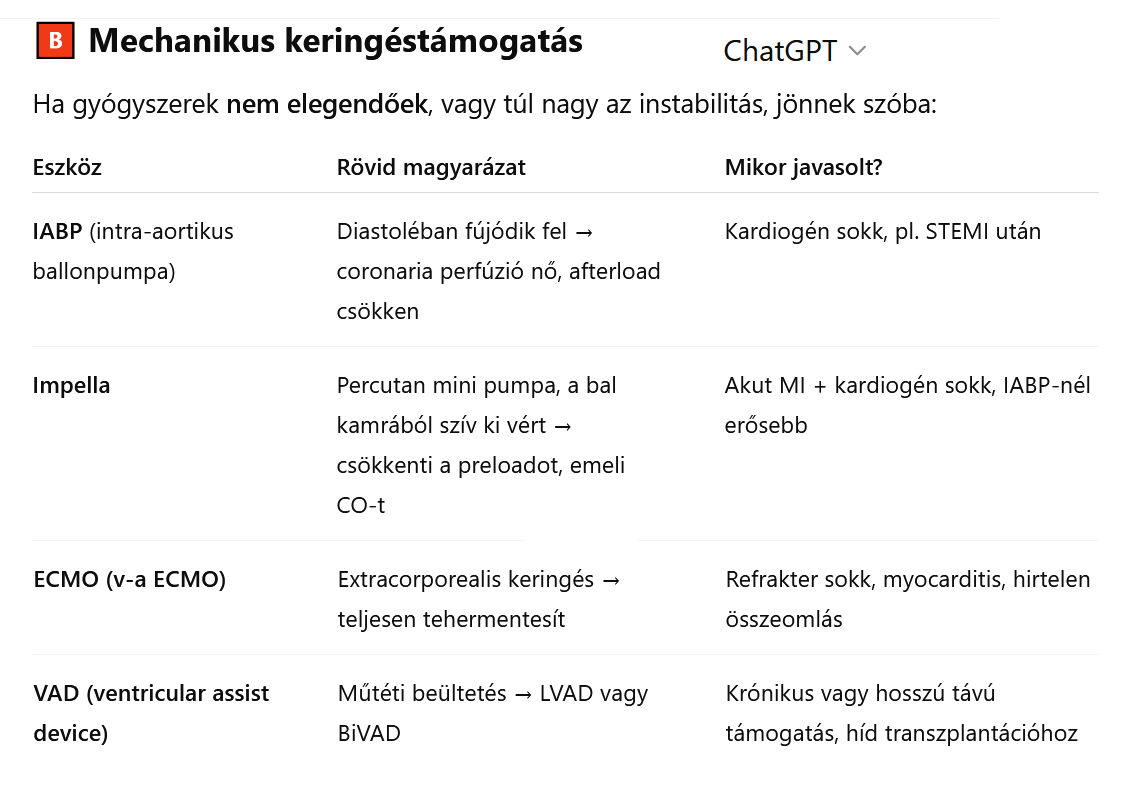 B Mechanikus keringéstámogatás
ChatGPT
Ha gyógyszerek nem elegendőek, vagy túl nagy az instabilitás, jönnek szóba:
Eszköz Rövid magyarázat Mikor javasolt?
IABP (intra-aortikus
ballonpumpa)
Diastoléban fújódik fel →
coronaria perfúzió nő, afterload
csökken
Kardiogén sokk, pl. STEMI után
Impella
Percutan mini pumpa, a bal
kamrából szív ki vért →
csökkenti a preloadot, emeli
CO-t
Akut MI + kardiogén sokk, IABP-nél
erősebb
ECMO (v-a ECMO)
Extracorporealis keringés →
teljesen tehermentesít
Refrakter sokk, myocarditis, hirtelen
összeomlás
VAD (ventricular assist
device)
Műtéti beültetés → LVAD vagy
BiVAD
Krónikus vagy hosszú távú
támogatás, híd transzplantációhoz